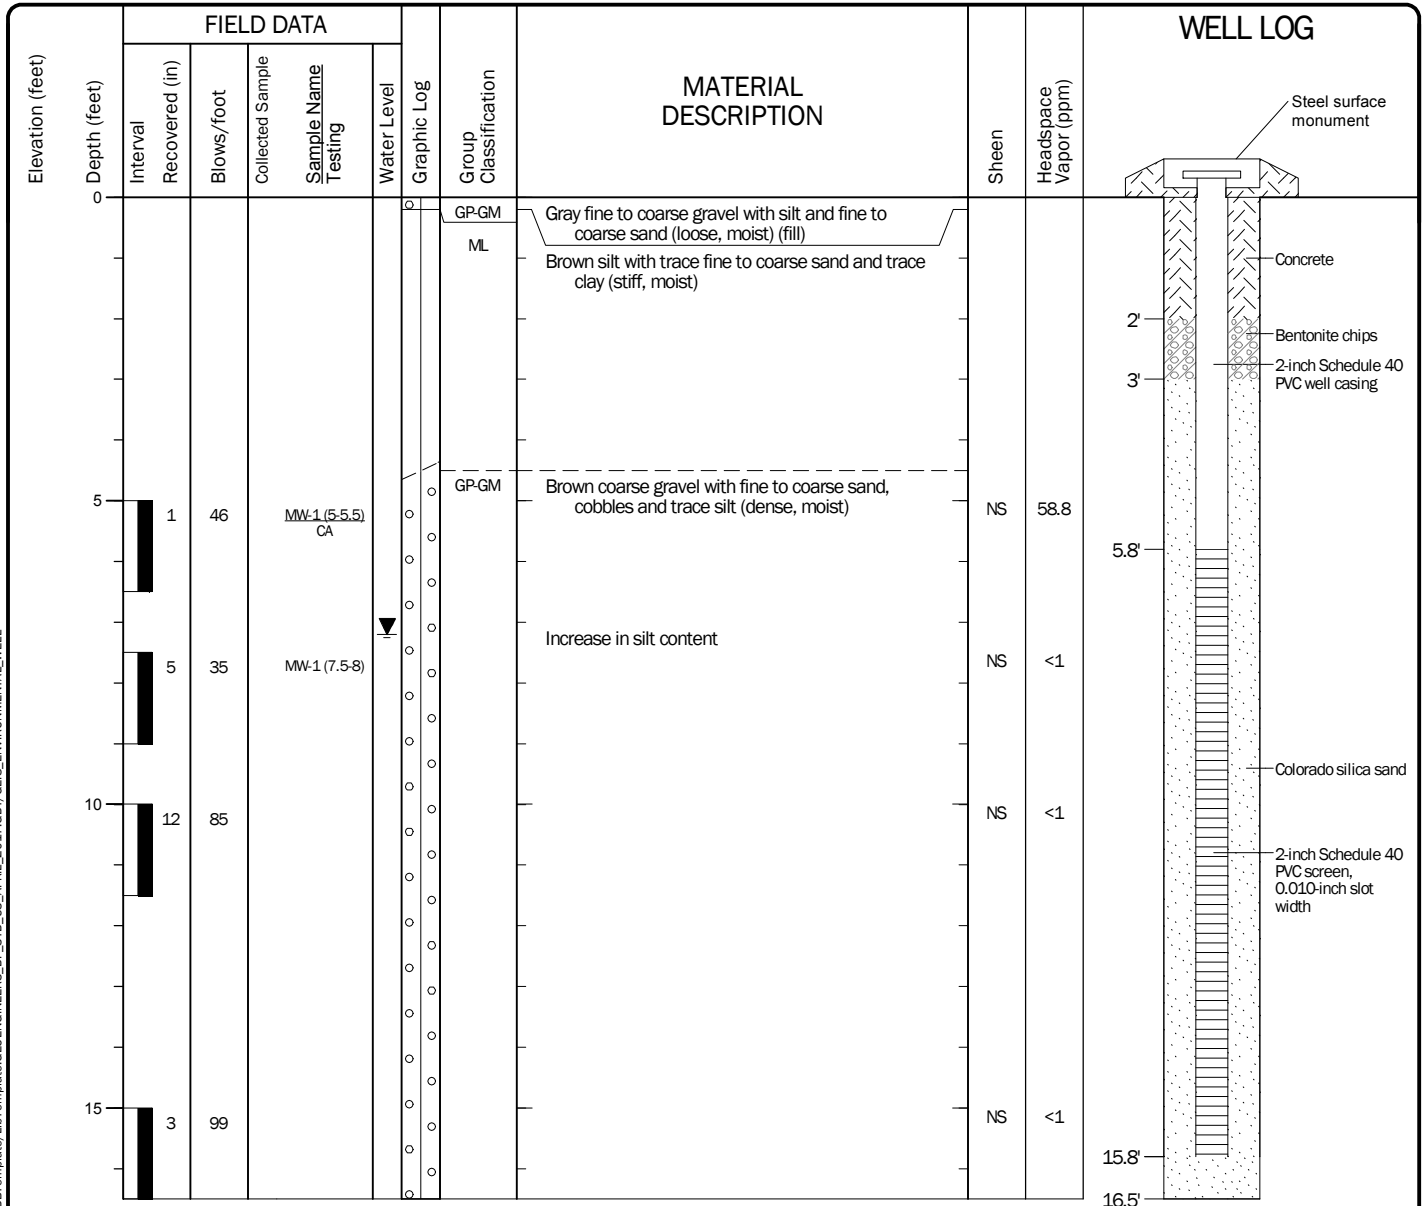 FIELD DATA
WELL LOG
Elevation (feet)
Depth (feet)
Interval
Recovered (in)
Blows/foot
Collected Sample
Sample Name
Testing
Water Level
Graphic Log
Group
Classification
MATERIAL
DESCRIPTION
Sheen
Headspace
Vapor (ppm)
Steel surface
monument
0
GP-GM
Gray fine to coarse gravel with silt and fine to
coarse sand (loose, moist) (fill)
ML
Brown silt with trace fine to coarse sand and trace
clay (stiff, moist)
Concrete
2'
Bentonite chips
3'
2-inch Schedule 40
PVC well casing
5
1
46
MW-1 (5-5.5)
CA
GP-GM
Brown coarse gravel with fine to coarse sand,
cobbles and trace silt (dense, moist)
NS
58.8
5.8'
Increase in silt content
5
35
MW-1 (7.5-8)
NS
<1
Colorado silica sand
10
12
85
NS
<1
2-inch Schedule 40
PVC screen,
0.010-inch slot
width
15
3
99
NS
<1
15.8'
16.5'